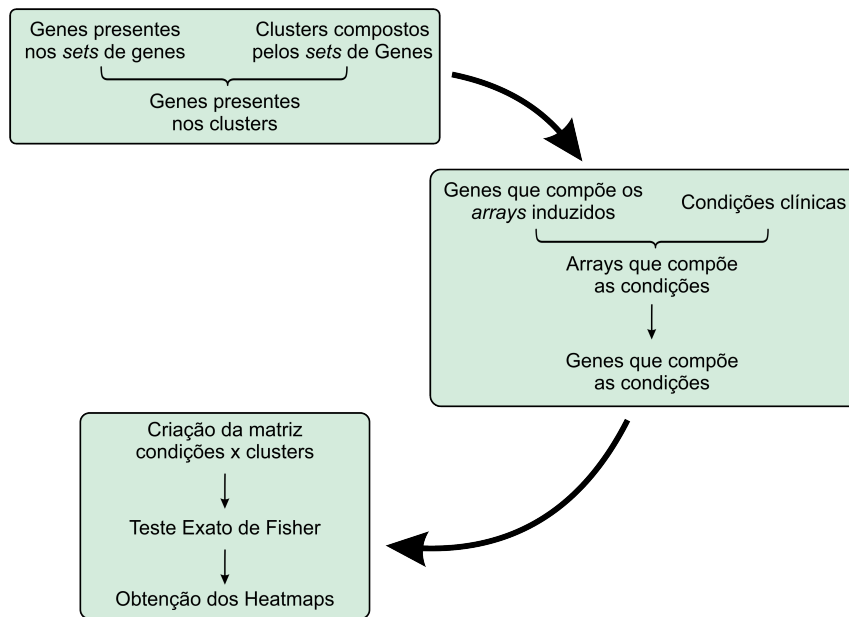 Genes presentes
nos sets de genes
Clusters compostos
pelos sets de Genes
Genes presentes
nos clusters
Genes que compõe os
arrays induzidos
Condições clínicas
Arrays que compõe
as condições
Genes que compõe
as condições
Criação da matriz
condições x clusters
Teste Exato de Fisher
Obtenção dos Heatmaps